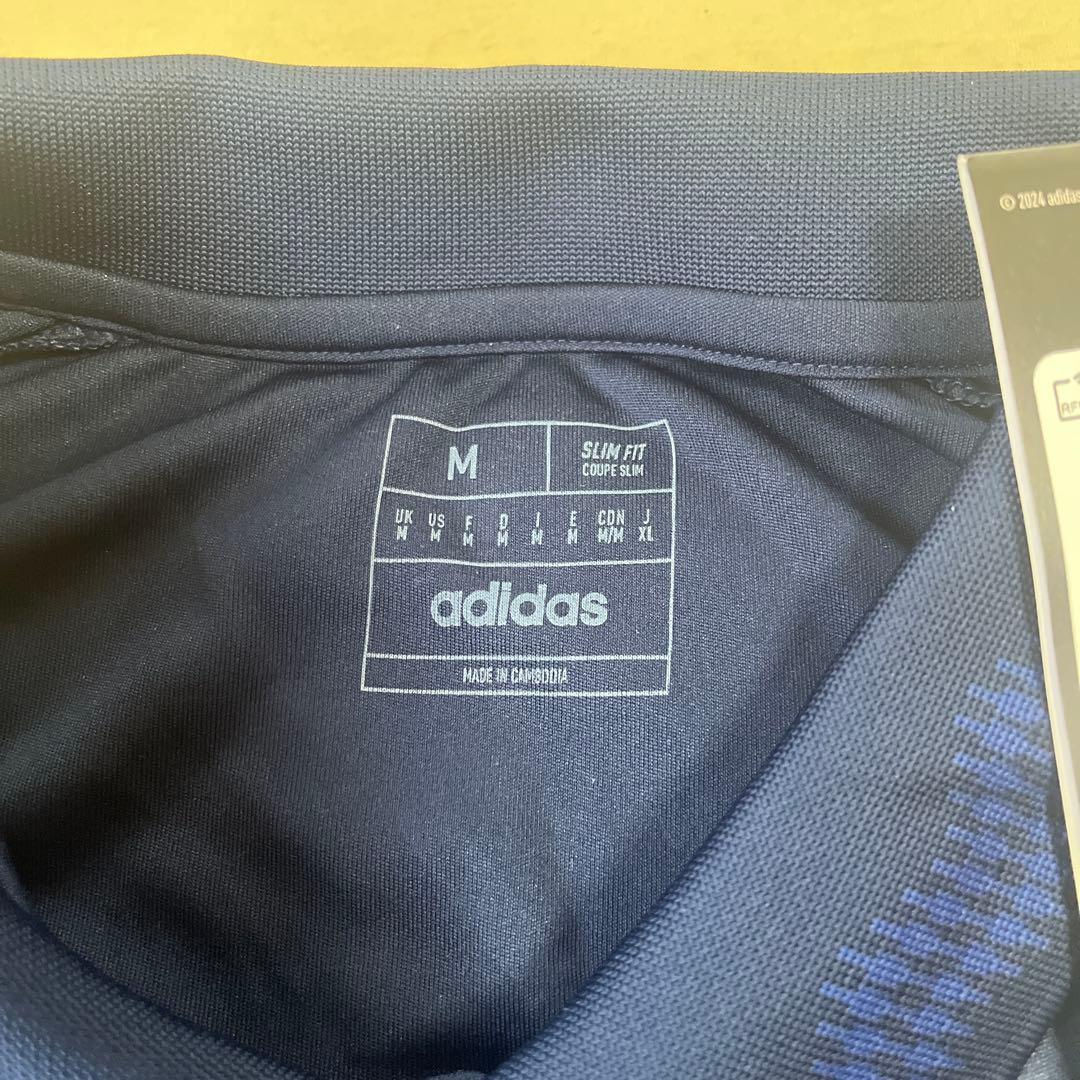 © 2024 adidas
M
SLIM FIT
COUPE SLIM
UK US F D I E CDN J
M M M M M M M/M XL
adidas
MADE IN CAMBODIA